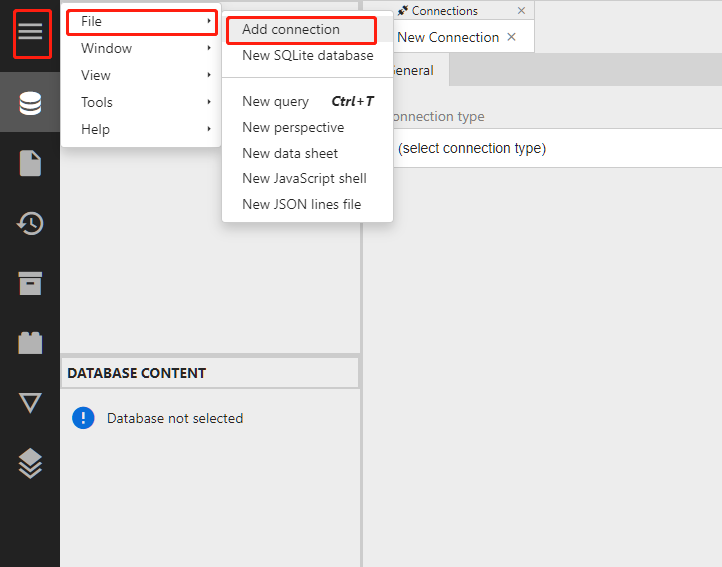 File
Window
View
Tools
Help
Add connection
New SQLite database
New query Ctrl+T
New perspective
New data sheet
New JavaScript shell
New JSON lines file
Connections
New Connection
General
onnection type
(select connection type)
DATABASE CONTENT
Database not selected